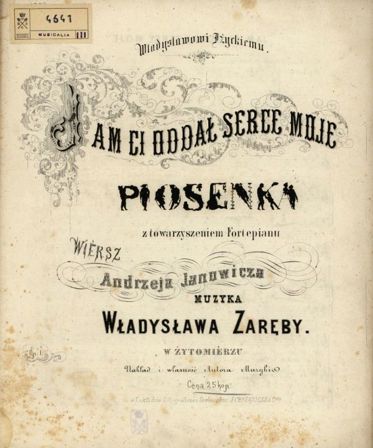 4641
MUSICALIA III
Władysławowi
JAM CI ODDAŁ SERCE MOJE
PIOSENKA
z towarzyszeniem Fortepianu
WIERSZ
Andrzeja Janowicza
MUZYKA
WŁADYSŁAWA ZARĘBY.
W ŻYTOMIERZU
Nakład i własność Autora Muzyki
Cena 25 kop.